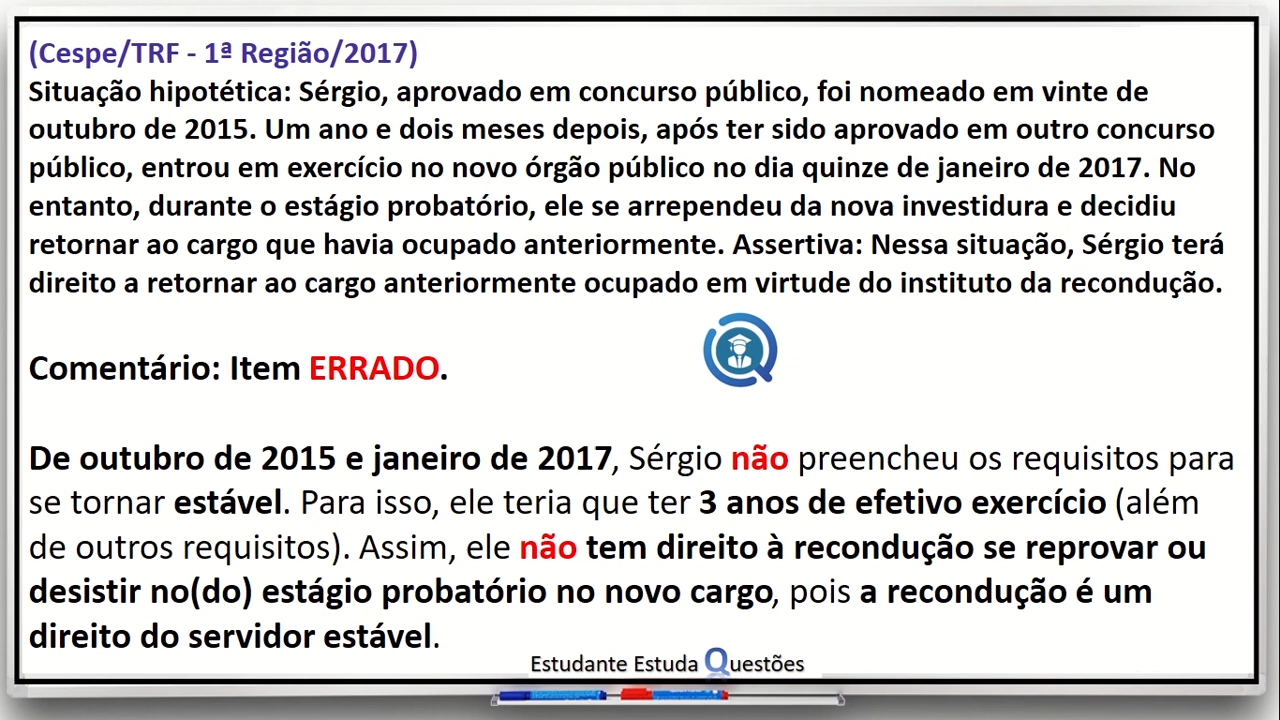 (Cespe/TRF - 1ª Região/2017)
Situação hipotética: Sérgio, aprovado em concurso público, foi nomeado em vinte de
outubro de 2015. Um ano e dois meses depois, após ter sido aprovado em outro concurso
público, entrou em exercício no novo órgão público no dia quinze de janeiro de 2017. No
entanto, durante o estágio probatório, ele se arrependeu da nova investidura e decidiu
retornar ao cargo que havia ocupado anteriormente. Assertiva: Nessa situação, Sérgio terá
direito a retornar ao cargo anteriormente ocupado em virtude do instituto da recondução.
Comentário: Item ERRADO.
De outubro de 2015 e janeiro de 2017, Sérgio não preencheu os requisitos para
se tornar estável. Para isso, ele teria que ter 3 anos de efetivo exercício (além
de outros requisitos). Assim, ele não tem direito à recondução se reprovar ou
desistir no(do) estágio probatório no novo cargo, pois a recondução é um
direito do servidor estável.
Estudante Estuda Questões